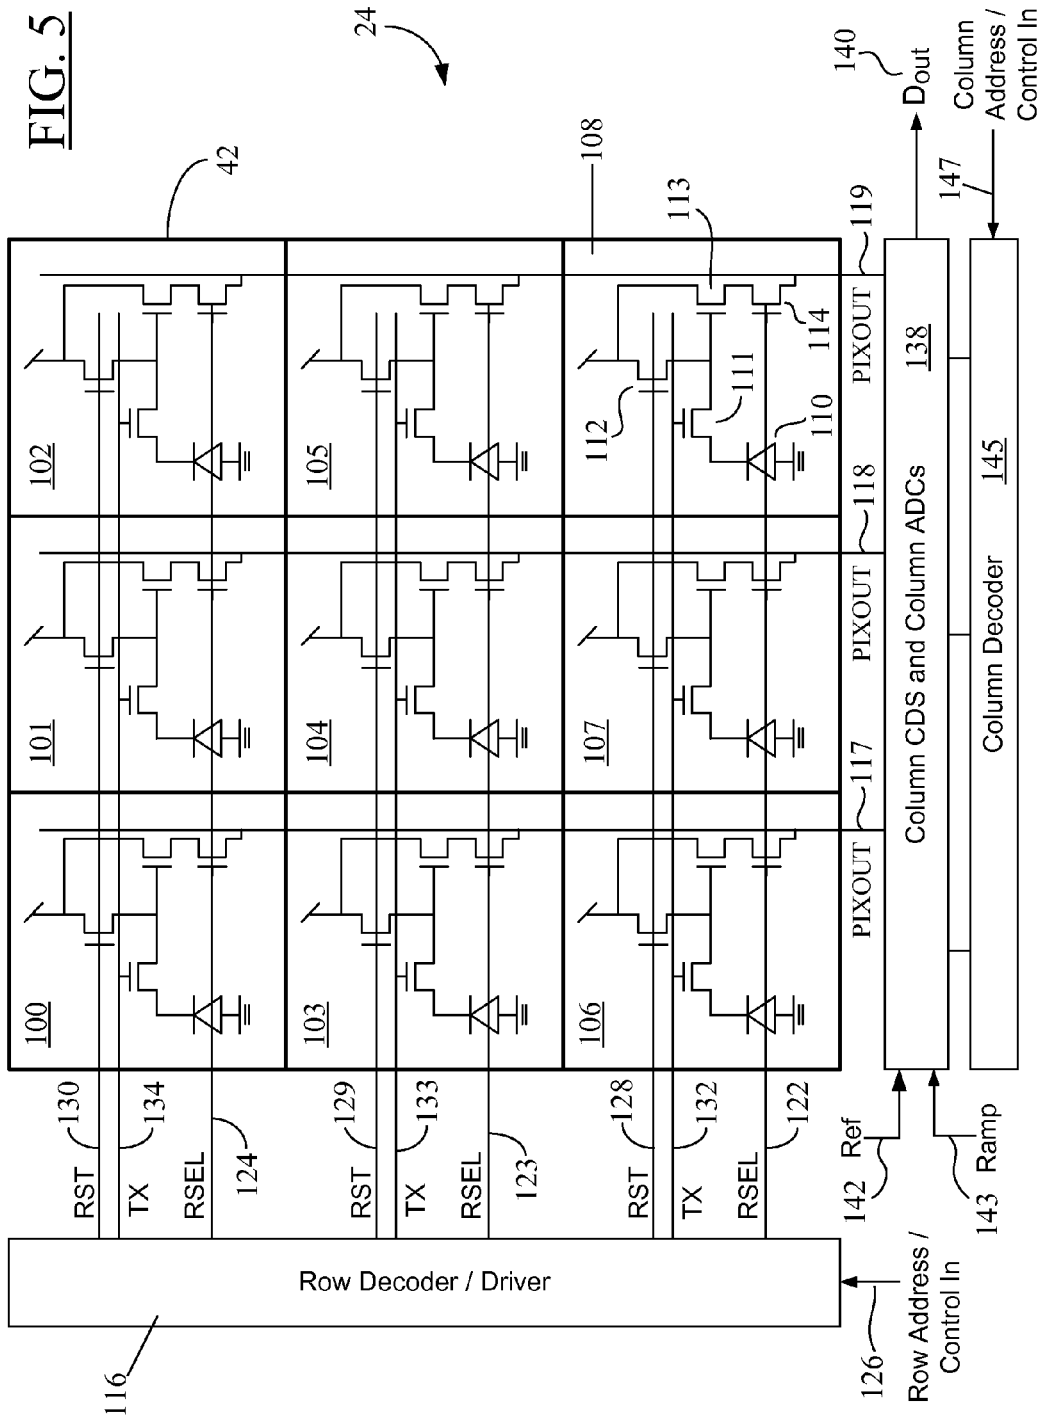 FIG. 5
24
42
116
Row Decoder / Driver
RST
130
TX
134
RSEL
124
100
101
102
RST
129
TX
133
RSEL
123
103
104
105
RST
128
TX
132
RSEL
122
106
107
108
112
113
111
114
110
PIXOUT
117
PIXOUT
118
PIXOUT
119
126
Row Address /
Control In
142
Ref
143
Ramp
Column CDS and Column ADCs
138
140
Dout
Column Decoder
145
147
Column
Address /
Control In